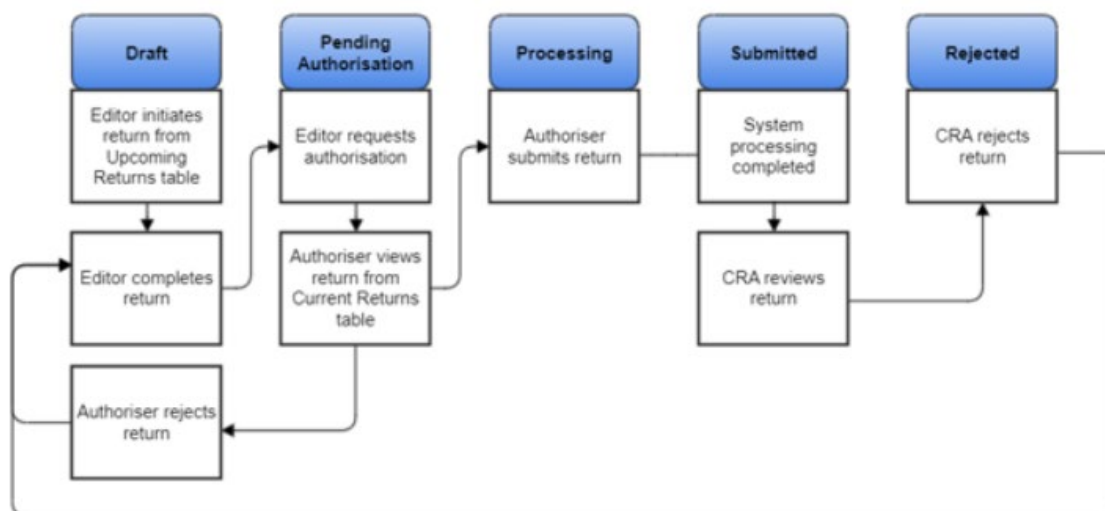 Draft
Pending
Authorisation
Processing
Submitted
Rejected
Editor initiates
return from
Upcoming
Returns table
Editor requests
authorisation
Authoriser
submits return
System
processing
completed
CRA rejects
return
Editor completes
return
Authoriser views
return from
Current Returns
table
CRA reviews
return
Authoriser rejects
return